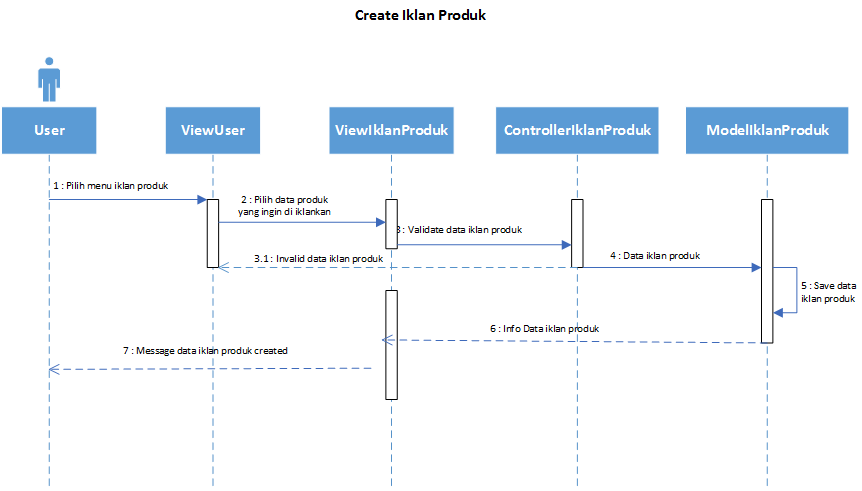 Create Iklan Produk
User
ViewUser
ViewIklanProduk
ControllerIklanProduk
ModelIklanProduk
1 : Pilih menu iklan produk
2 : Pilih data produk
yang ingin di iklankan
3 : Validate data iklan produk
3.1 : Invalid data iklan produk
4 : Data iklan produk
5 : Save data
iklan produk
6 : Info Data iklan produk
7 : Message data iklan produk created